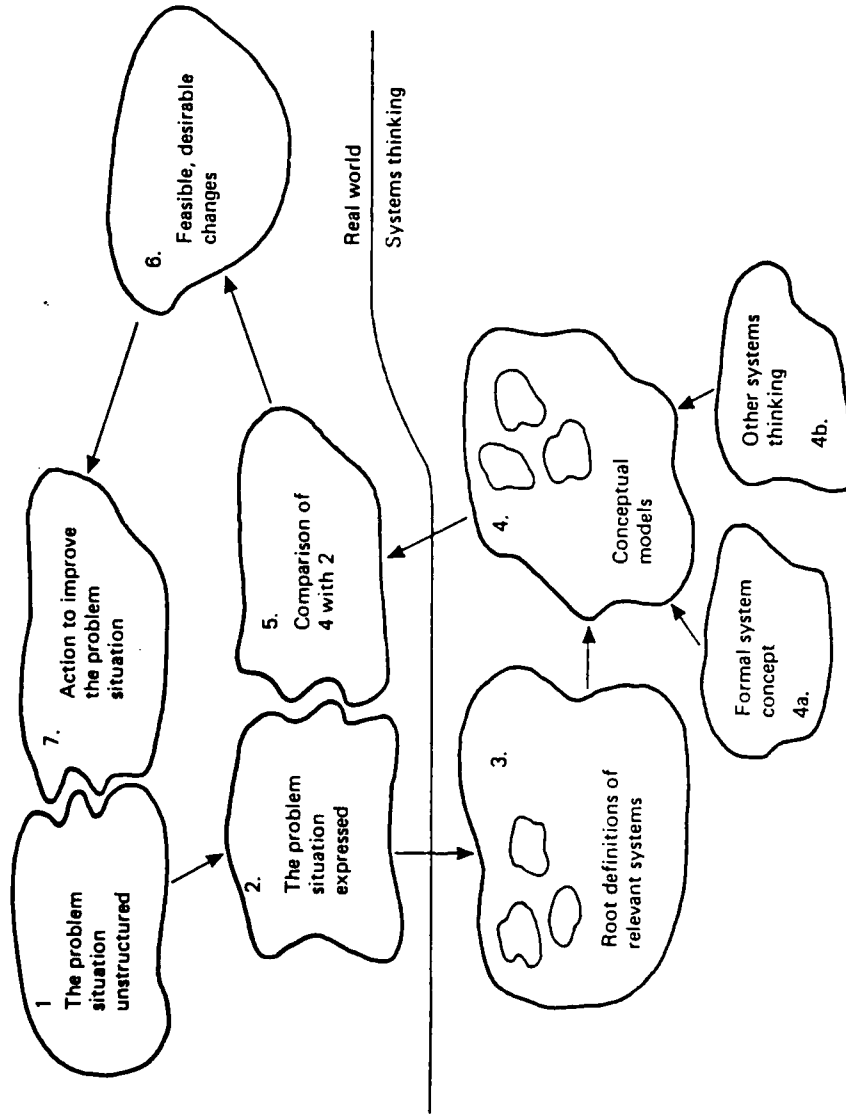 1
The problem
situation
unstructured
7.
Action to improve
the problem
situation
2.
The problem
situation
expressed
5.
Comparison of
4 with 2
6.
Feasible, desirable
changes
Real world
Systems thinking
3.
Root definitions of
relevant systems
4.
Conceptual
models
Formal system
concept
4a.
Other systems
thinking
4b.